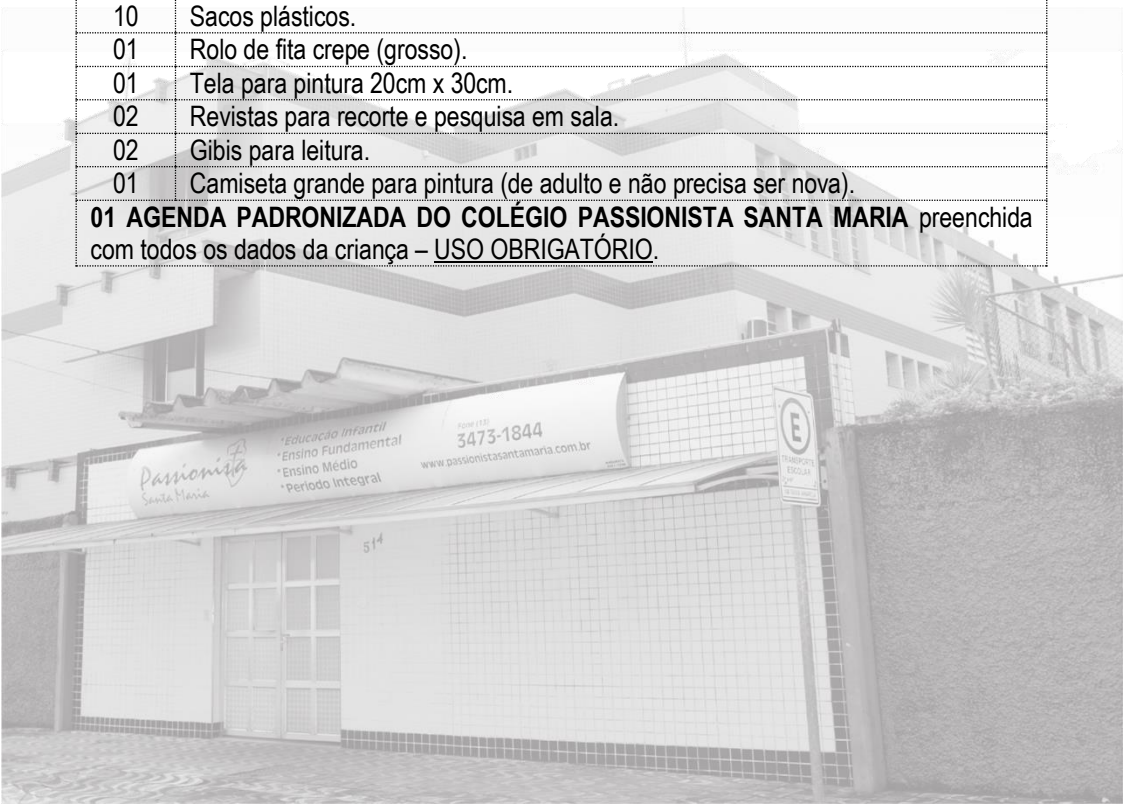 10 Sacos plásticos.
01 Rolo de fita crepe (grosso).
01 Tela para pintura 20cm x 30cm.
02 Revistas para recorte e pesquisa em sala.
02 Gibis para leitura.
01 Camiseta grande para pintura (de adulto e não precisa ser nova).
01 AGENDA PADRONIZADA DO COLÉGIO PASSIONISTA SANTA MARIA preenchida
com todos os dados da criança – USO OBRIGATÓRIO.
Passionista
Santa Maria
*Educação Infantil
*Ensino Fundamental
*Ensino Médio
*Período Integral
Fone (13)
3473-1844
www.passionistasantamaria.com.br
E
TRANSPORTE
ESCOLAR
514